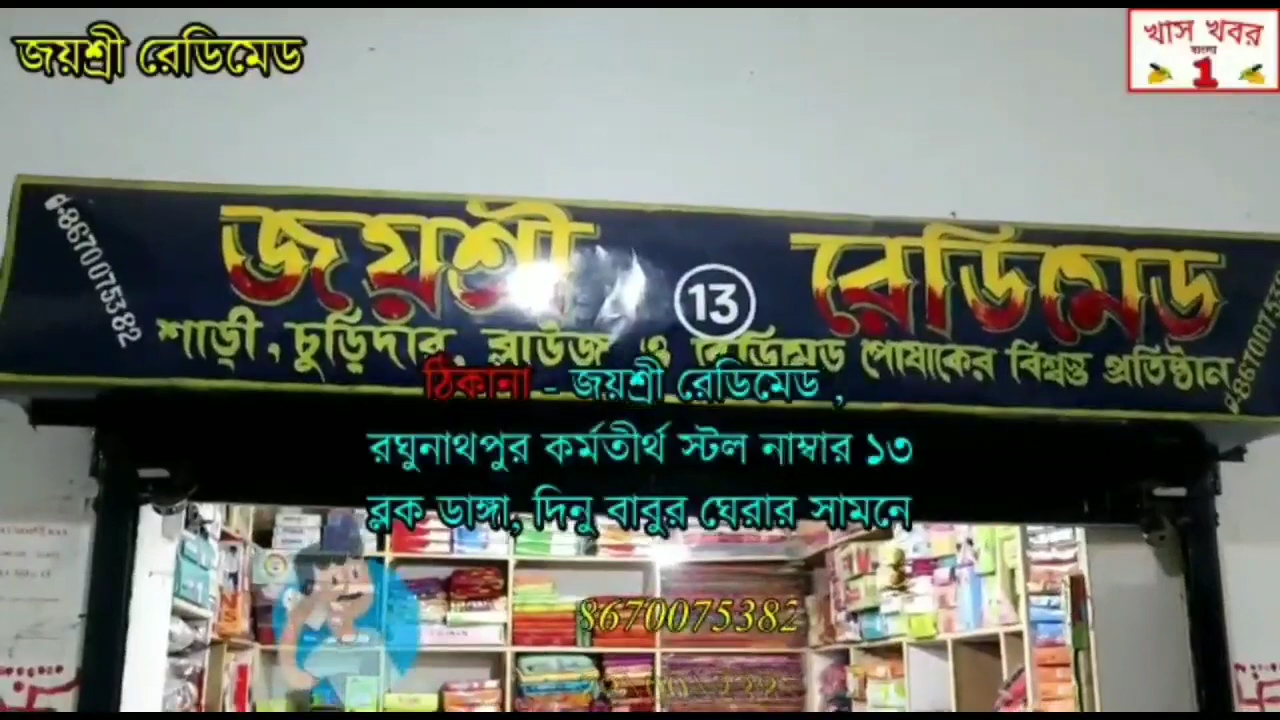 জয়শ্রী রেডিমেড
খাস খবর
বাংলা
1
P-8670075382
জয়শ্রী 13 রেডিমেড
শাড়ী, চুড়িদার, ব্লাউজ ও রেডিমেড পোষাকের বিশ্বস্ত প্রতিষ্ঠান
ঠিকানা - জয়শ্রী রেডিমেড ,
রঘুনাথপুর কর্মতীর্থ স্টল নাম্বার ১৩
ব্লক ডাঙ্গা, দিনু বাবুর ঘেরার সামনে
8670075382